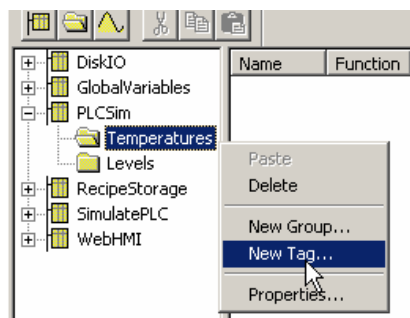 DiskIO
GlobalVariables
PLCSim
Temperatures
Levels
RecipeStorage
SimulatePLC
WebHMI
Name Function
Paste
Delete
New Group...
New Tag...
Properties...